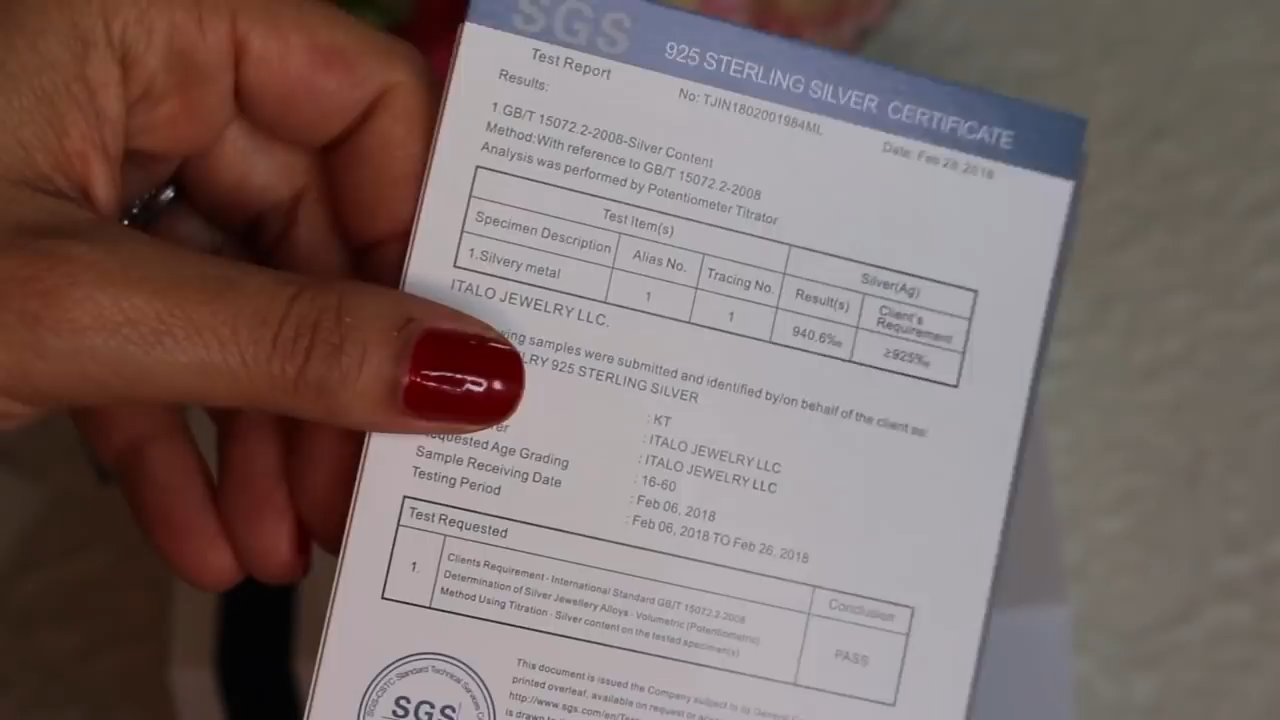 SGS
925 STERLING SILVER CERTIFICATE
Test Report
No: TJIN1802001984ML
Date: Feb 28, 2018
Results:
1.GB/T 15072.2-2008-Silver Content
Method:With reference to GB/T 15072.2-2008
Analysis was performed by Potentiometer Titrator
Test Item(s)
Silver(Ag)
Specimen Description
Alias No.
Tracing No.
Result(s)
Client's Requirement
1.Silvery metal
1
1
940.6‰
≥925‰
ITALO JEWELRY LLC.
samples were submitted and identified by/on behalf of the client as:
925 STERLING SILVER
: KT
: ITALO JEWELRY LLC
: ITALO JEWELRY LLC
Requested Age Grading : 16-60
Sample Receiving Date : Feb 06, 2018
Testing Period : Feb 06, 2018 TO Feb 26, 2018
Test Requested
Conclusion
1.
Clients Requirement - International Standard GB/T 15072.2-2008
Determination of Silver Jewellery Alloys - Volumetric (Potentiometric)
Method Using Titration - Silver content on the tested specimen(s)
PASS
SGS-CSTC Standard Technical Services
SGS
This document is issued the Company subject to its General
printed overleaf, available on request or
http://www.sgs.com/en/
is drawn